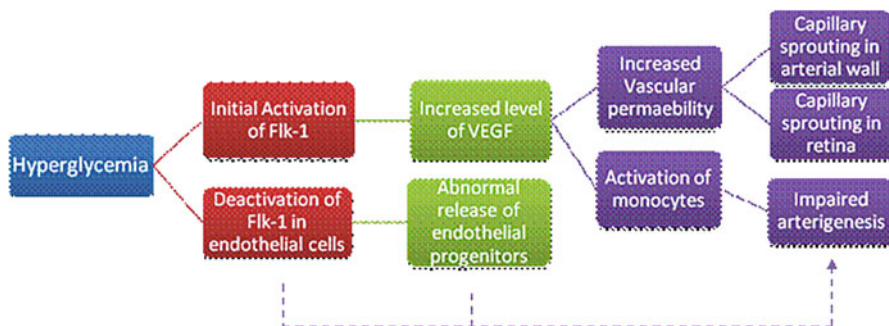 Hyperglycemia
Initial Activation
of Flk-1
Deactivation of
Flk-1 in
endothelial cells
Increased level
of VEGF
Abnormal
release of
endothelial
progenitors
Increased
Vascular
permaebility
Activation of
monocytes
Capillary
sprouting in
arterial wall
Capillary
sprouting in
retina
Impaired
arterigenesis